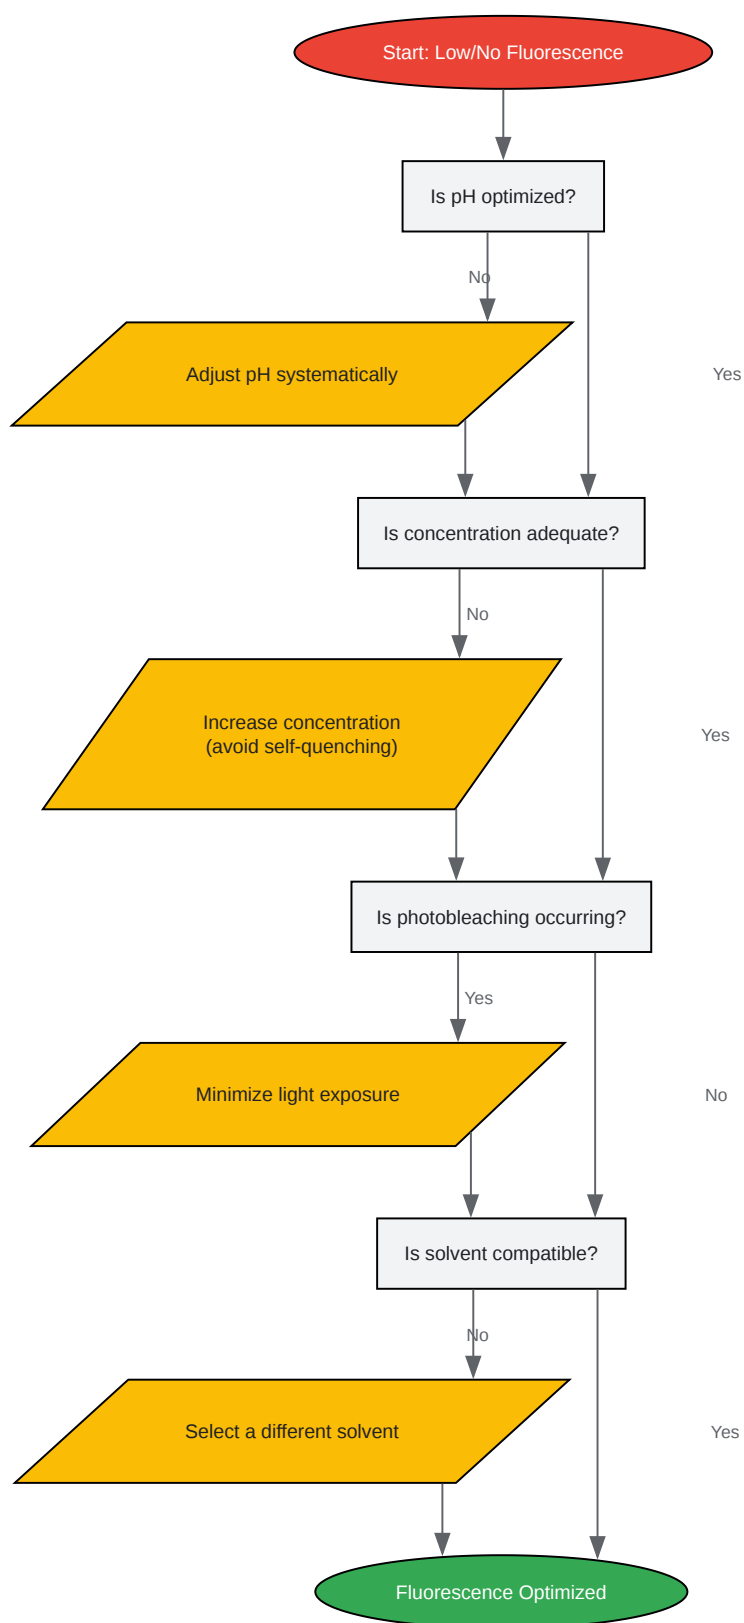 Start: Low/No Fluorescence
Is pH optimized?
No
Adjust pH systematically
Yes
Is concentration adequate?
No
Increase concentration
(avoid self-quenching)
Yes
Is photobleaching occurring?
Yes
Minimize light exposure
No
Is solvent compatible?
No
Select a different solvent
Yes
Fluorescence Optimized